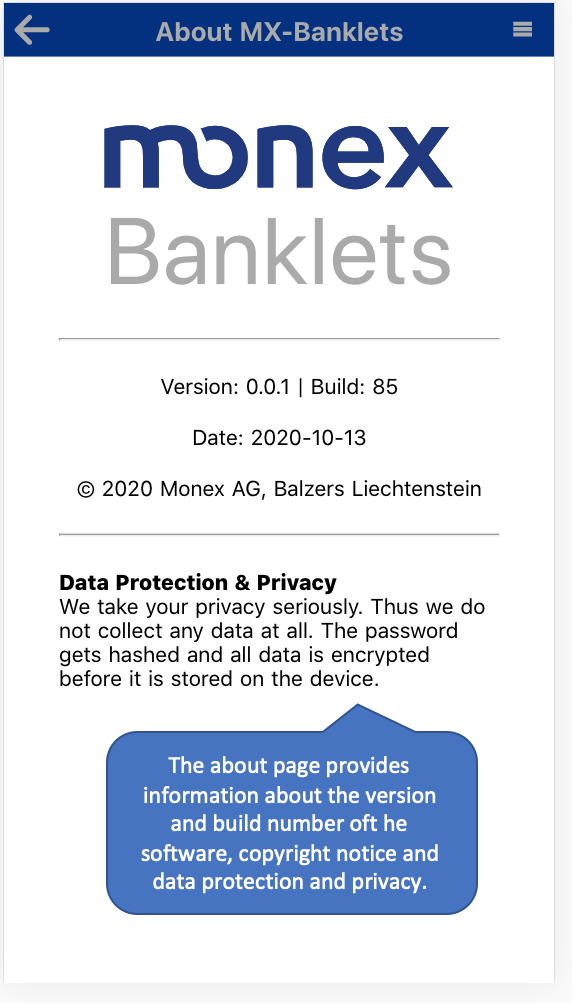 About MX-Banklets
monex
Banklets
Version: 0.0.1 | Build: 85
Date: 2020-10-13
© 2020 Monex AG, Balzers Liechtenstein
Data Protection & Privacy
We take your privacy seriously. Thus we do
not collect any data at all. The password
gets hashed and all data is encrypted
before it is stored on the device.
The about page provides
information about the version
and build number oft he
software, copyright notice and
data protection and privacy.